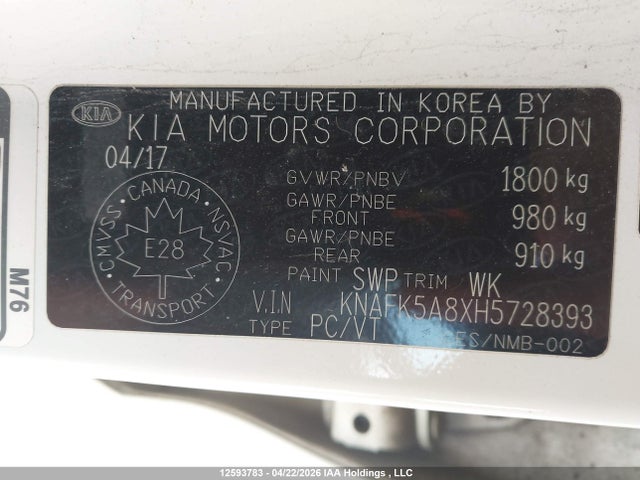 KIA
MANUFACTURED IN KOREA BY
KIA MOTORS CORPORATION
04/17
GVWR/PNBV 1800 kg
GAWR/PNBE FRONT 980 kg
GAWR/PNBE REAR 910 kg
PAINT SWP TRIM WK
V.I.N KNAFK5A8XH5728393
TYPE PC/VT
ES/NMB-002
CANADA
CMVSS NSVAC
E28
TRANSPORT
M76
12593783 - 04/22/2026 IAA Holdings , LLC